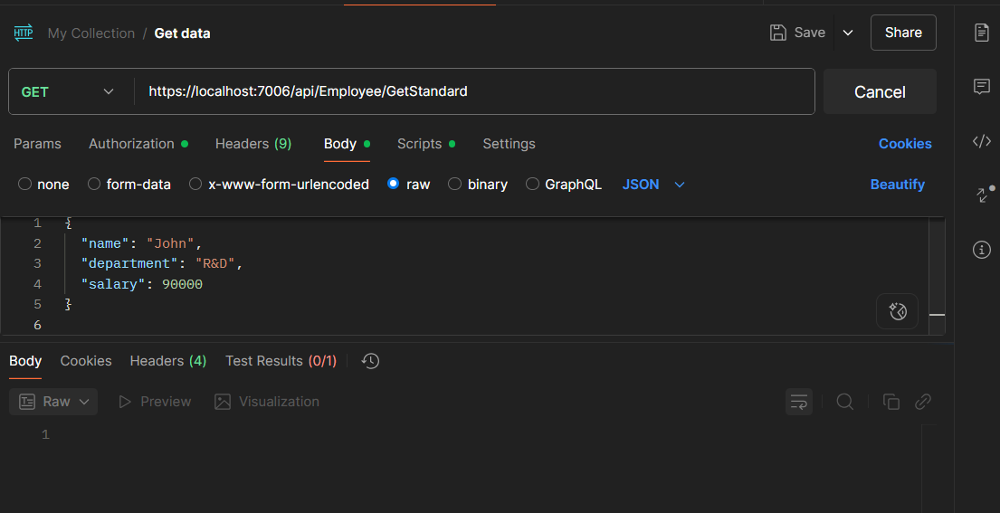 HTTP My Collection / Get data Save Share
GET https://localhost:7006/api/Employee/GetStandard Cancel
Params Authorization Headers (9) Body Scripts Settings Cookies
none form-data x-www-form-urlencoded raw binary GraphQL JSON Beautify
1 {
2 "name": "John",
3 "department": "R&D",
4 "salary": 90000
5 }
6
Body Cookies Headers (4) Test Results (0/1)
Raw Preview Visualization
1